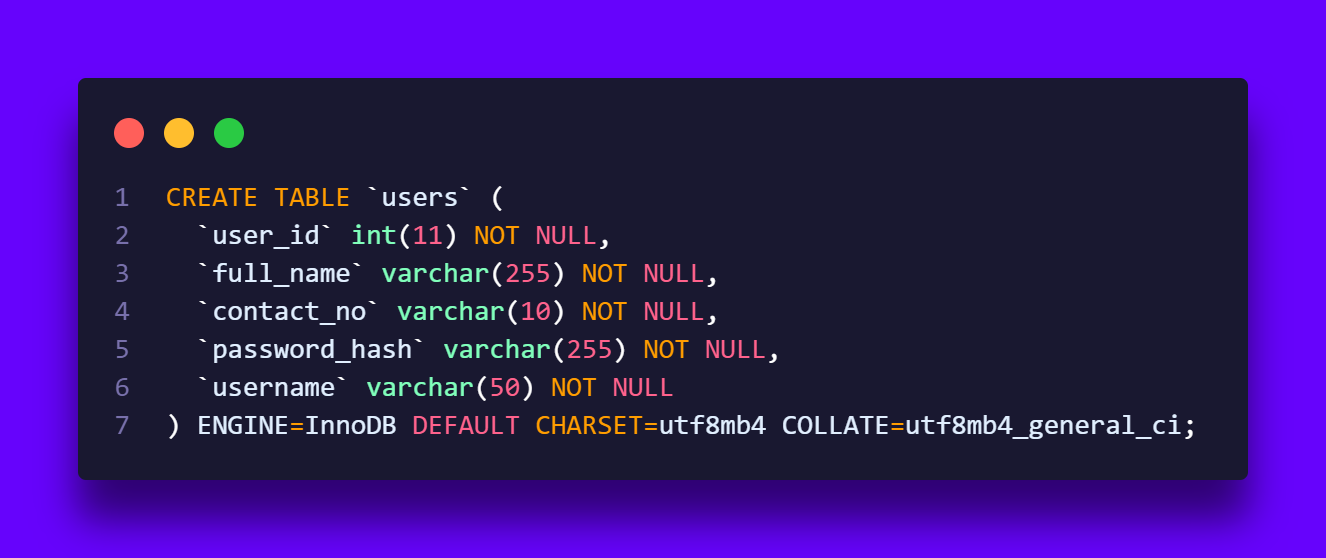 1 CREATE TABLE `users` (
2   `user_id` int(11) NOT NULL,
3   `full_name` varchar(255) NOT NULL,
4   `contact_no` varchar(10) NOT NULL,
5   `password_hash` varchar(255) NOT NULL,
6   `username` varchar(50) NOT NULL
7 ) ENGINE=InnoDB DEFAULT CHARSET=utf8mb4 COLLATE=utf8mb4_general_ci;